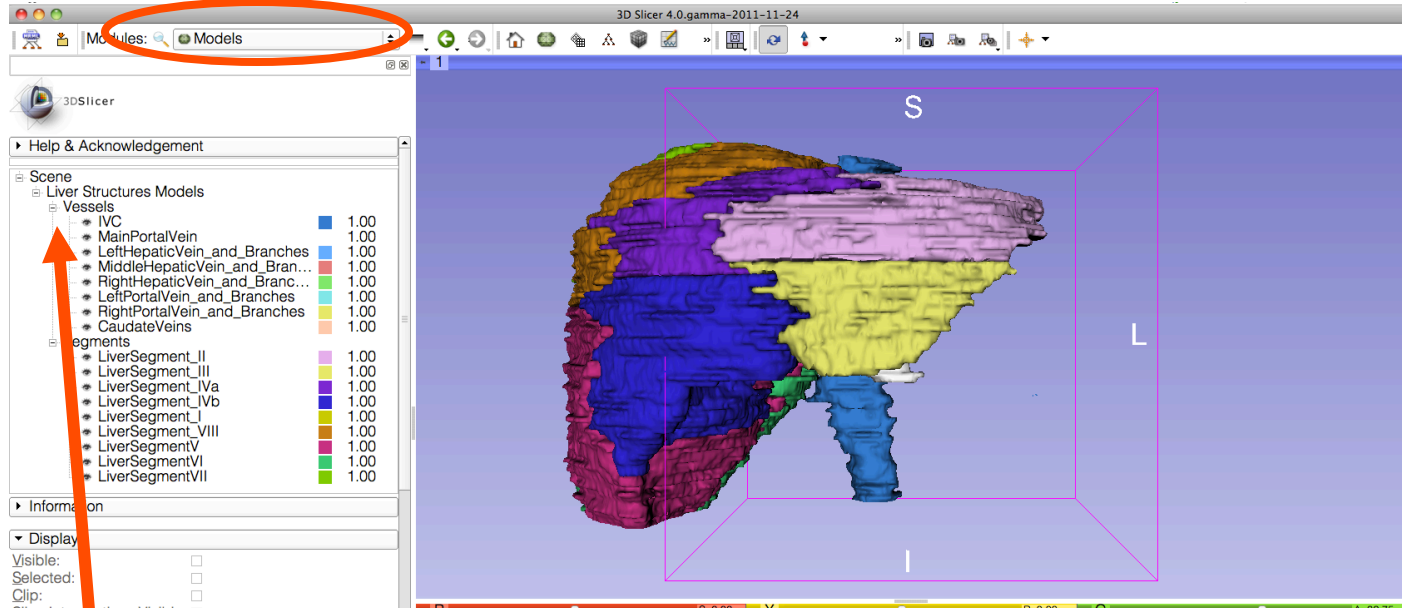 3D Slicer 4.0.gamma-2011-11-24
Modules: Models
»
»
1
3DSlicer
Help & Acknowledgement
Scene
Liver Structures Models
Vessels
IVC 1.00
MainPortalVein 1.00
LeftHepaticVein_and_Branches 1.00
MiddleHepaticVein_and_Bran... 1.00
RightHepaticVein_and_Branc... 1.00
LeftPortalVein_and_Branches 1.00
RightPortalVein_and_Branches 1.00
CaudateVeins 1.00
egments
LiverSegment_II 1.00
LiverSegment_III 1.00
LiverSegment_IVa 1.00
LiverSegment_IVb 1.00
LiverSegment_I 1.00
LiverSegment_VIII 1.00
LiverSegmentV 1.00
LiverSegmentVI 1.00
LiverSegmentVII 1.00
Information
Display
Visible:
Selected:
Clip:
S
L
I